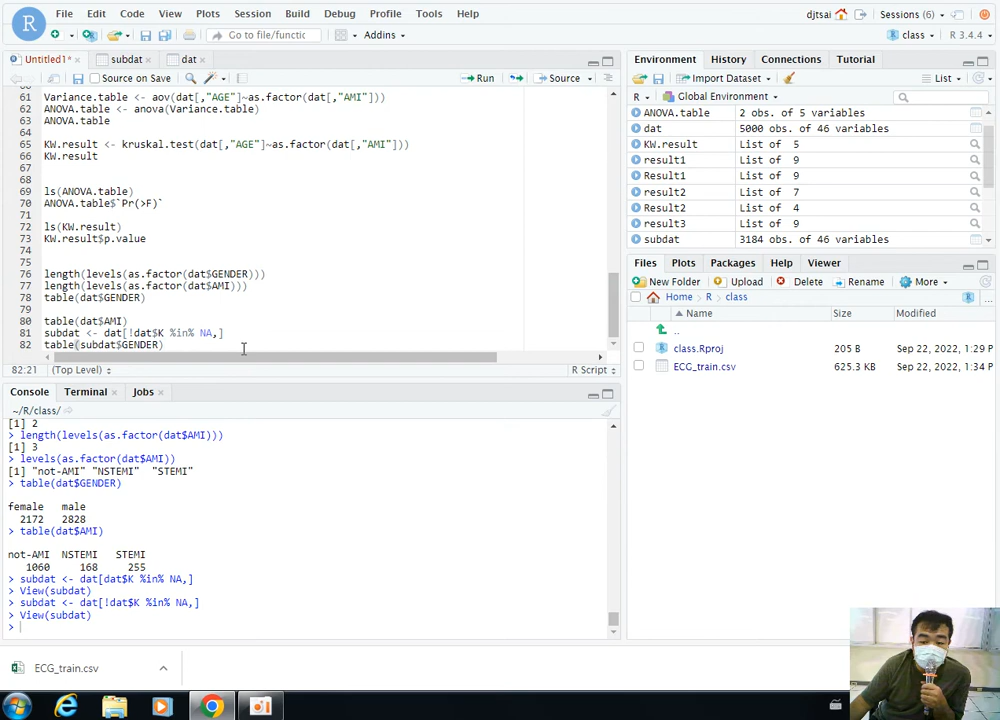 File Edit Code View Plots Session Build Debug Profile Tools Help
djtsai Sessions (6)
Go to file/functic Addins
class R 3.4.4
Untitled1* subdat dat
Source on Save Run Source
61 Variance.table <- aov(dat[,"AGE"]~as.factor(dat[,"AMI"]))
62 ANOVA.table <- anova(Variance.table)
63 ANOVA.table
64
65 KW.result <- kruskal.test(dat[,"AGE"]~as.factor(dat[,"AMI"]))
66 KW.result
67
68
69 ls(ANOVA.table)
70 ANOVA.table$`Pr(>F)`
71
72 ls(KW.result)
73 KW.result$p.value
74
75
76 length(levels(as.factor(dat$GENDER)))
77 length(levels(as.factor(dat$AMI)))
78 table(dat$GENDER)
79
80 table(dat$AMI)
81 subdat <- dat[!dat$K %in% NA,]
82 table(subdat$GENDER)
82:21 (Top Level) R Script
Console Terminal Jobs
~/R/class/
[1] 2
> length(levels(as.factor(dat$AMI)))
[1] 3
> levels(as.factor(dat$AMI))
[1] "not-AMI" "NSTEMI" "STEMI"
> table(dat$GENDER)
female male
2172 2828
> table(dat$AMI)
not-AMI NSTEMI STEMI
1060 168 255
> subdat <- dat[dat$K %in% NA,]
> View(subdat)
> subdat <- dat[!dat$K %in% NA,]
> View(subdat)
>
Environment History Connections Tutorial
Import Dataset List
R Global Environment
ANOVA.table 2 obs. of 5 variables
dat 5000 obs. of 46 variables
KW.result List of 5
result1 List of 9
Result1 List of 9
result2 List of 7
Result2 List of 4
result3 List of 9
subdat 3184 obs. of 46 variables
Files Plots Packages Help Viewer
New Folder Upload Delete Rename More
Home R class ...
Name Size Modified
..
class.Rproj 205 B Sep 22, 2022, 1:29 P
ECG_train.csv 625.3 KB Sep 22, 2022, 1:34 P
ECG_train.csv